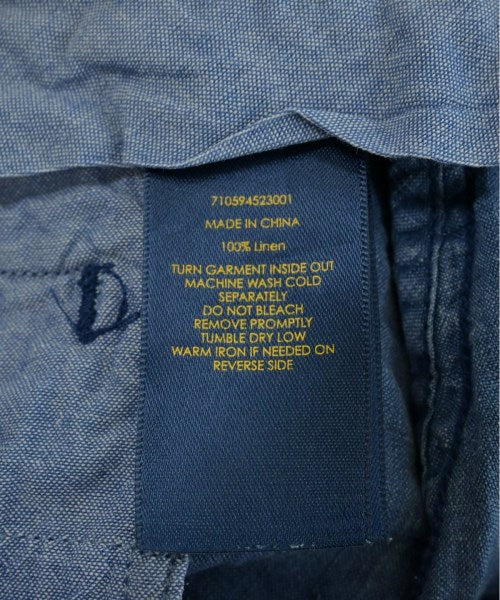 710594523001
MADE IN CHINA
100% Linen
TURN GARMENT INSIDE OUT
MACHINE WASH COLD
SEPARATELY
DO NOT BLEACH
REMOVE PROMPTLY
TUMBLE DRY LOW
WARM IRON IF NEEDED ON
REVERSE SIDE